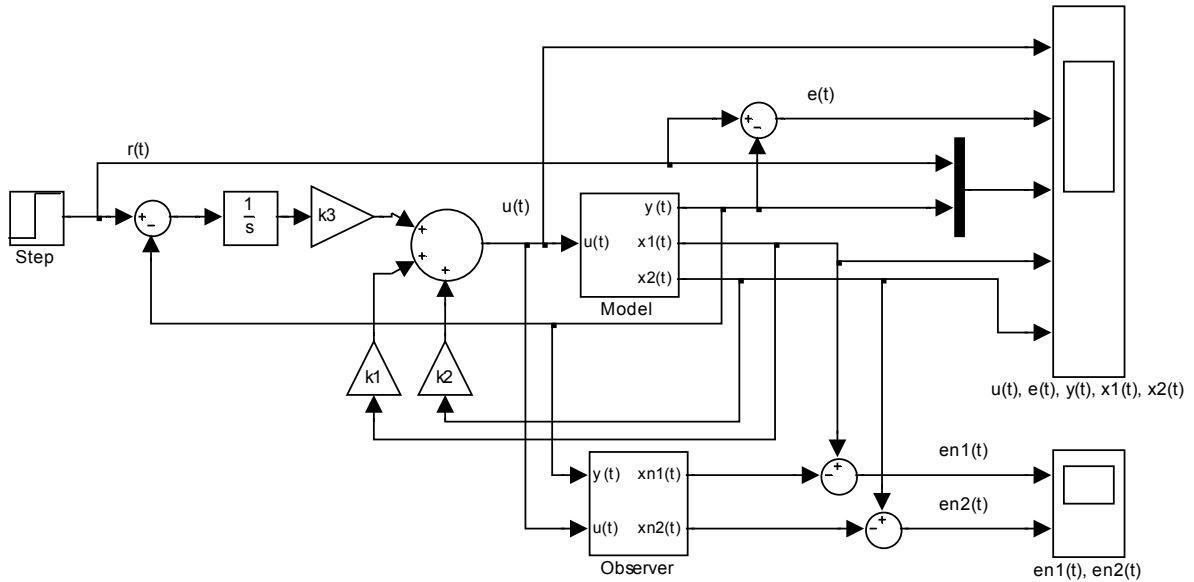 e(t)
r(t)
+
−
Step
+
−
1
s
k3
+
+
+
u(t)
u(t)
y(t)
x1(t)
x2(t)
Model
k1
k2
u(t), e(t), y(t), x1(t), x2(t)
y(t)
u(t)
xn1(t)
xn2(t)
Observer
+
−
en1(t)
+
−
en2(t)
en1(t), en2(t)